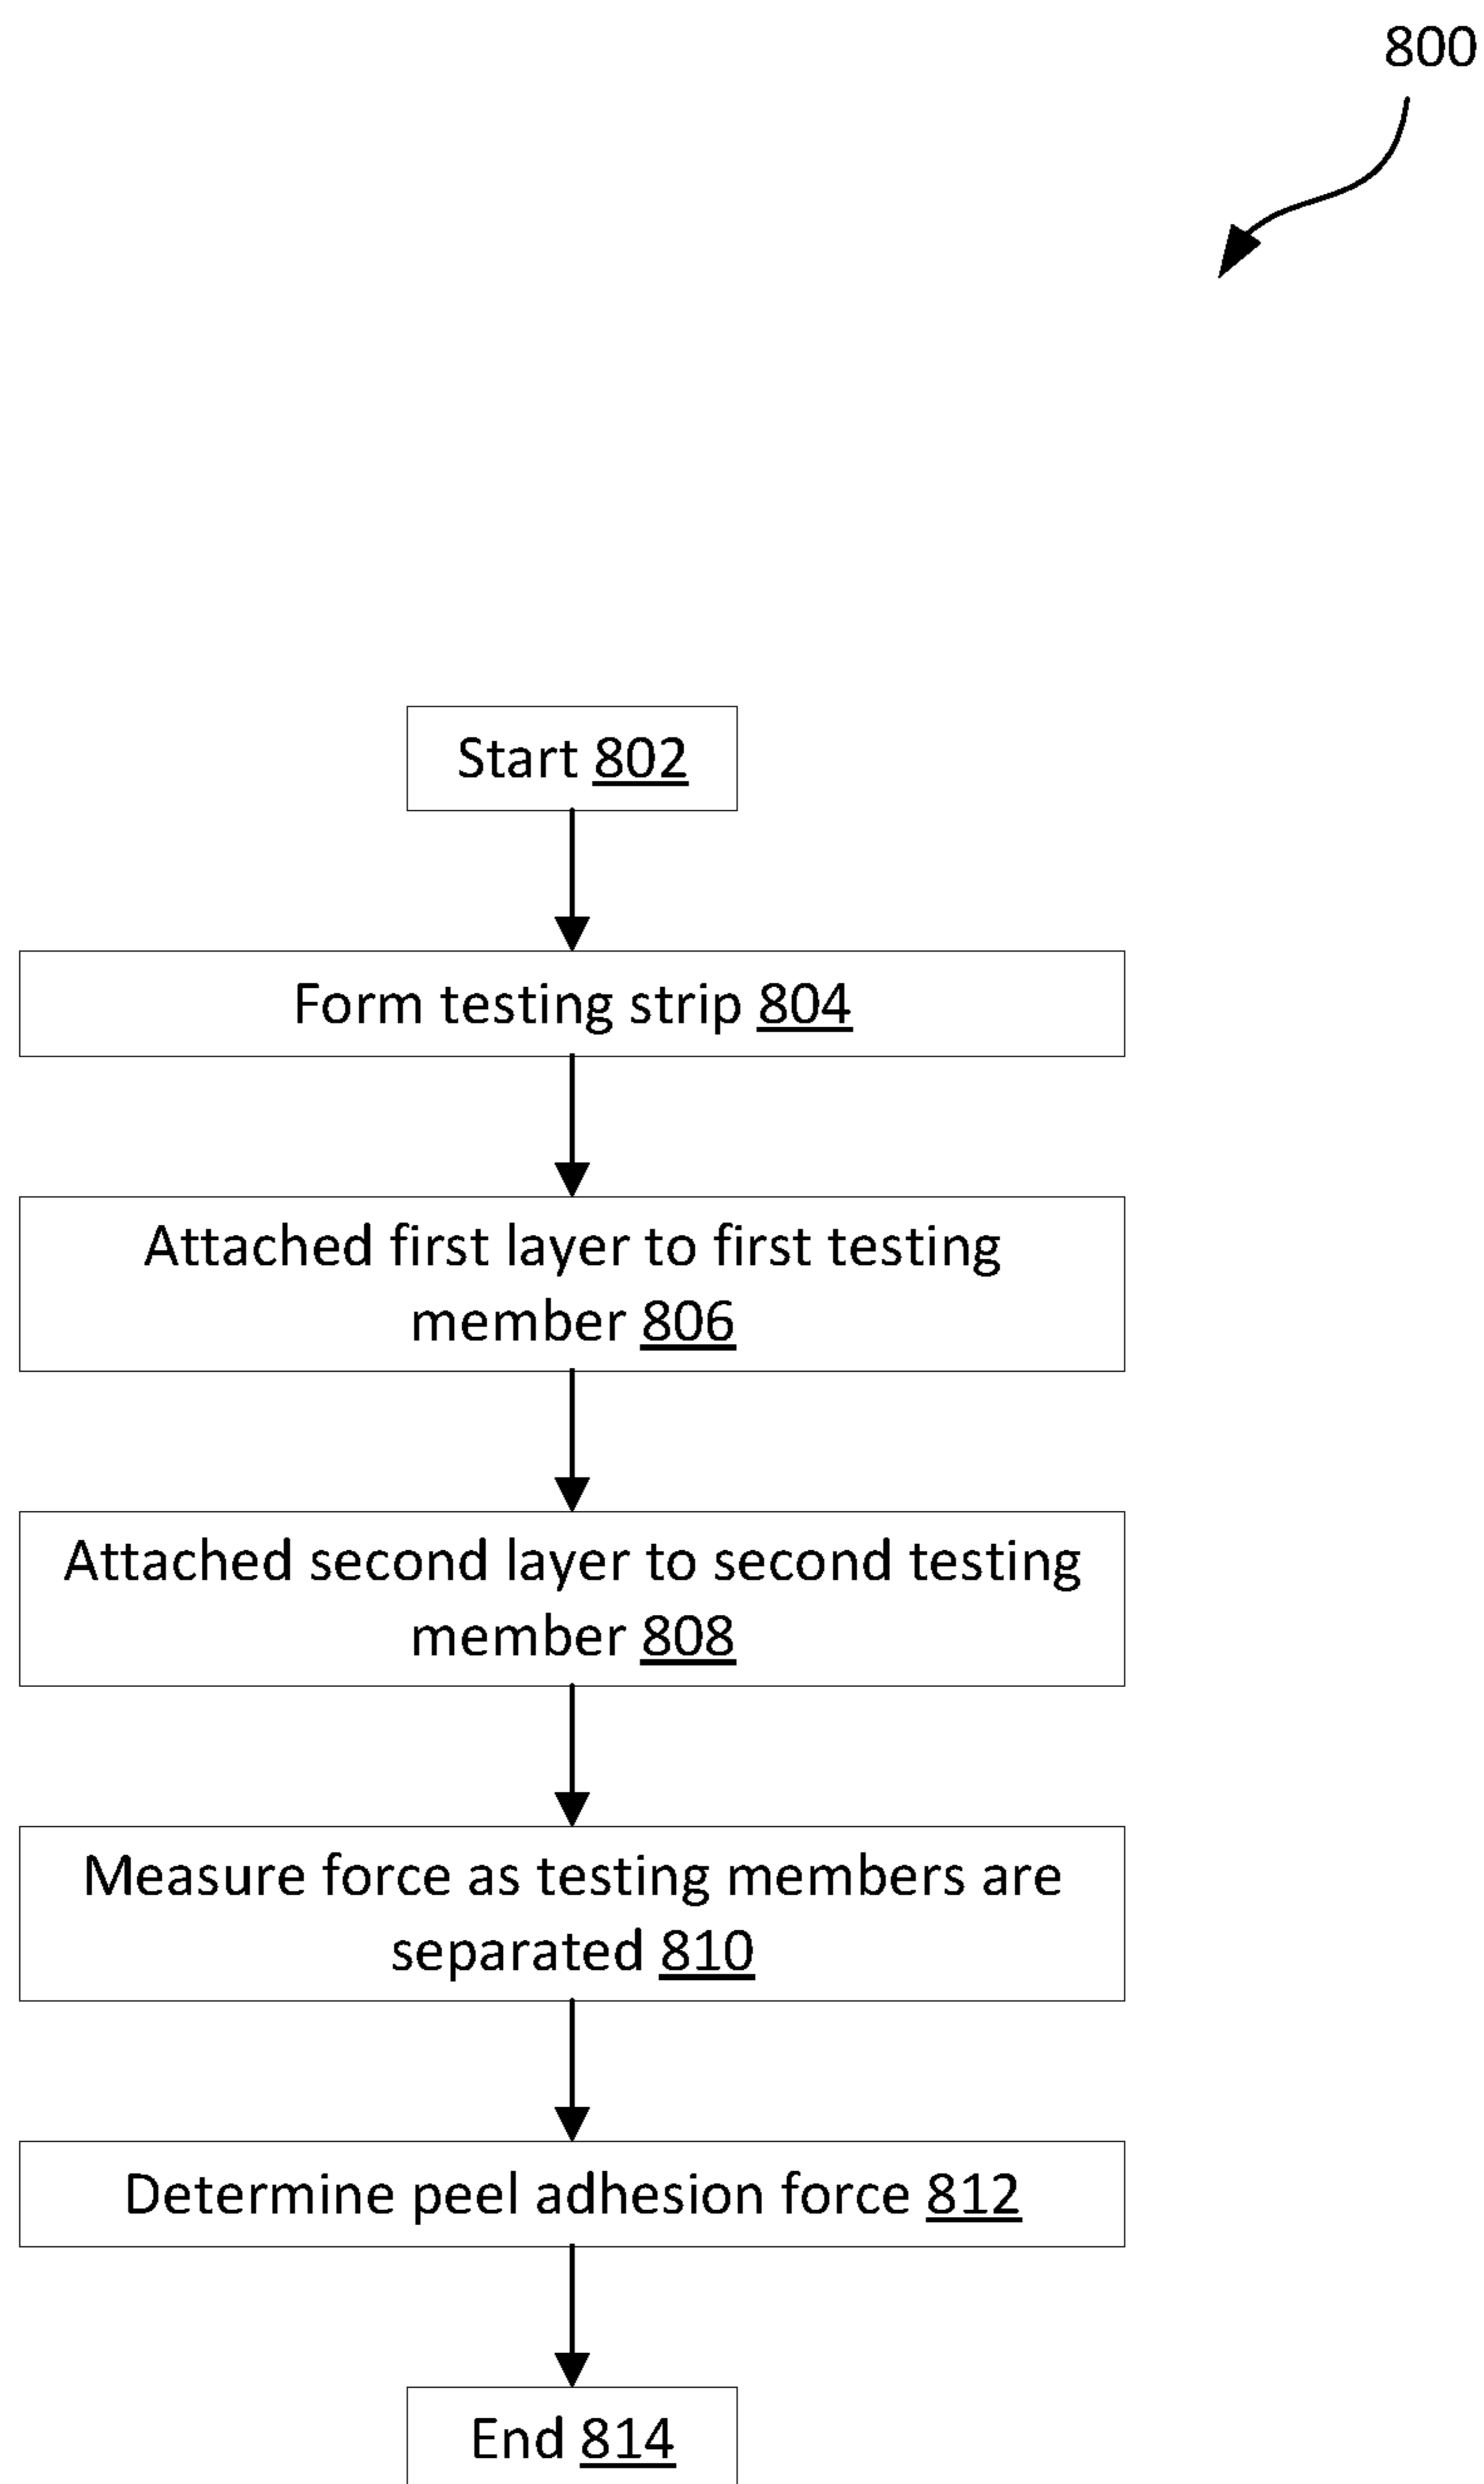 800
Start 802
Form testing strip 804
Attached first layer to first testing
member 806
Attached second layer to second testing
member 808
Measure force as testing members are
separated 810
Determine peel adhesion force 812
End 814